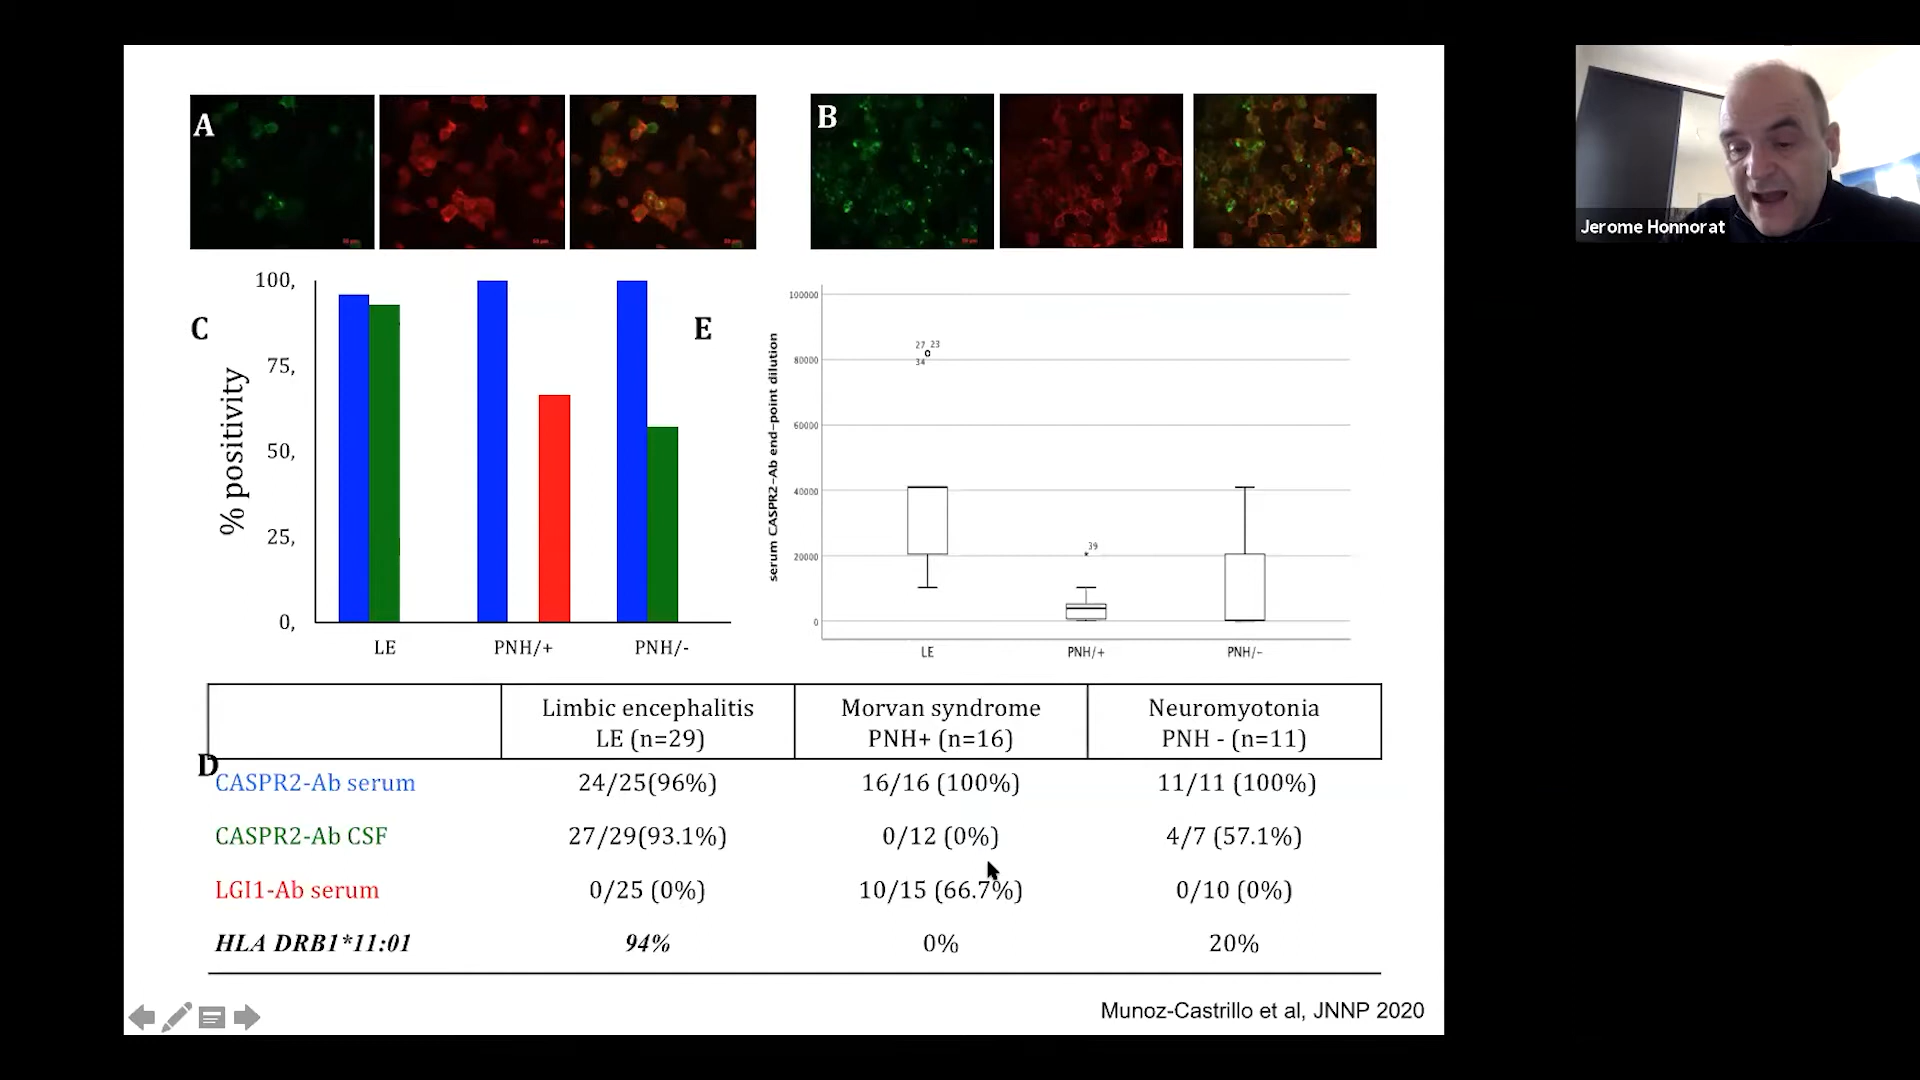 A
B
C
100,
75,
50,
25,
0,
% positivity
LE
PNH/+
PNH/-
E
serum CASPR2-Ab end-point dilution
100000
80000
60000
40000
20000
0
27 23
34
39
LE
PNH/+
PNH/-
D
Limbic encephalitis
LE (n=29)
Morvan syndrome
PNH+ (n=16)
Neuromyotonia
PNH - (n=11)
CASPR2-Ab serum 24/25(96%) 16/16 (100%) 11/11 (100%)
CASPR2-Ab CSF 27/29(93.1%) 0/12 (0%) 4/7 (57.1%)
LGI1-Ab serum 0/25 (0%) 10/15 (66.7%) 0/10 (0%)
HLA DRB1*11:01 94% 0% 20%
Munoz-Castrillo et al, JNNP 2020
Jerome Honnorat